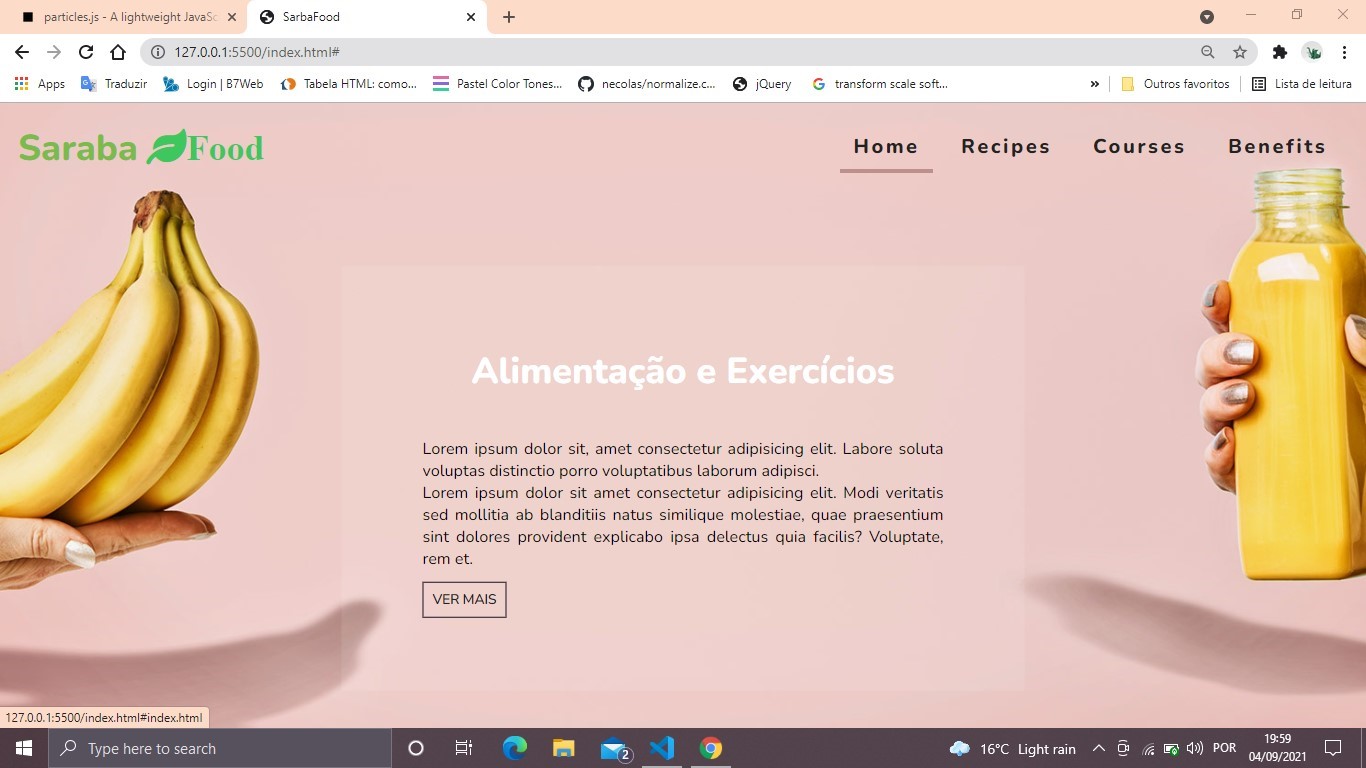 particles.js - A lightweight JavaSc
SarbaFood
127.0.0.1:5500/index.html#
Apps
Traduzir
Login | B7Web
Tabela HTML: como...
Pastel Color Tones...
necolas/normalize.c...
jQuery
transform scale soft...
»
Outros favoritos
Lista de leitura
Saraba Food
Home
Recipes
Courses
Benefits
Alimentação e Exercícios
Lorem ipsum dolor sit, amet consectetur adipisicing elit. Labore soluta
voluptas distinctio porro voluptatibus laborum adipisci.
Lorem ipsum dolor sit amet consectetur adipisicing elit. Modi veritatis
sed mollitia ab blanditiis natus similique molestiae, quae praesentium
sint dolores provident explicabo ipsa delectus quia facilis? Voluptate,
rem et.
VER MAIS
127.0.0.1:5500/index.html#index.html
Type here to search
2
16°C Light rain
POR
19:59
04/09/2021